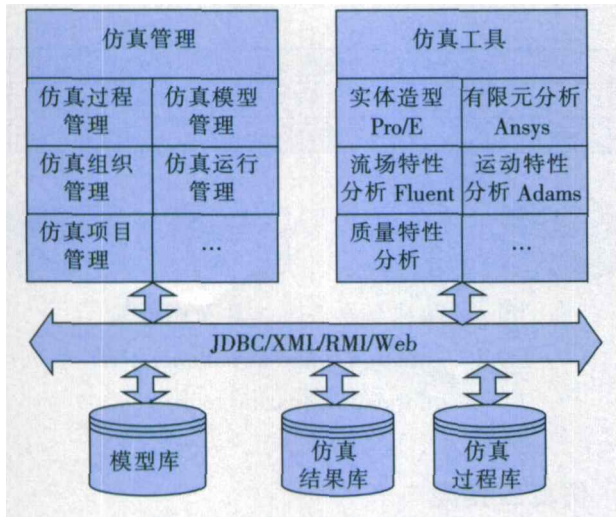 仿真管理
仿真过程
管理
仿真模型
管理
仿真组织
管理
仿真运行
管理
仿真项目
管理
…
仿真工具
实体造型
Pro/E
有限元分析
Ansys
流场特性
分析 Fluent
运动特性
分析 Adams
质量特性
分析
…
JDBC/XML/RMI/Web
模型库
仿真
结果库
仿真
过程库